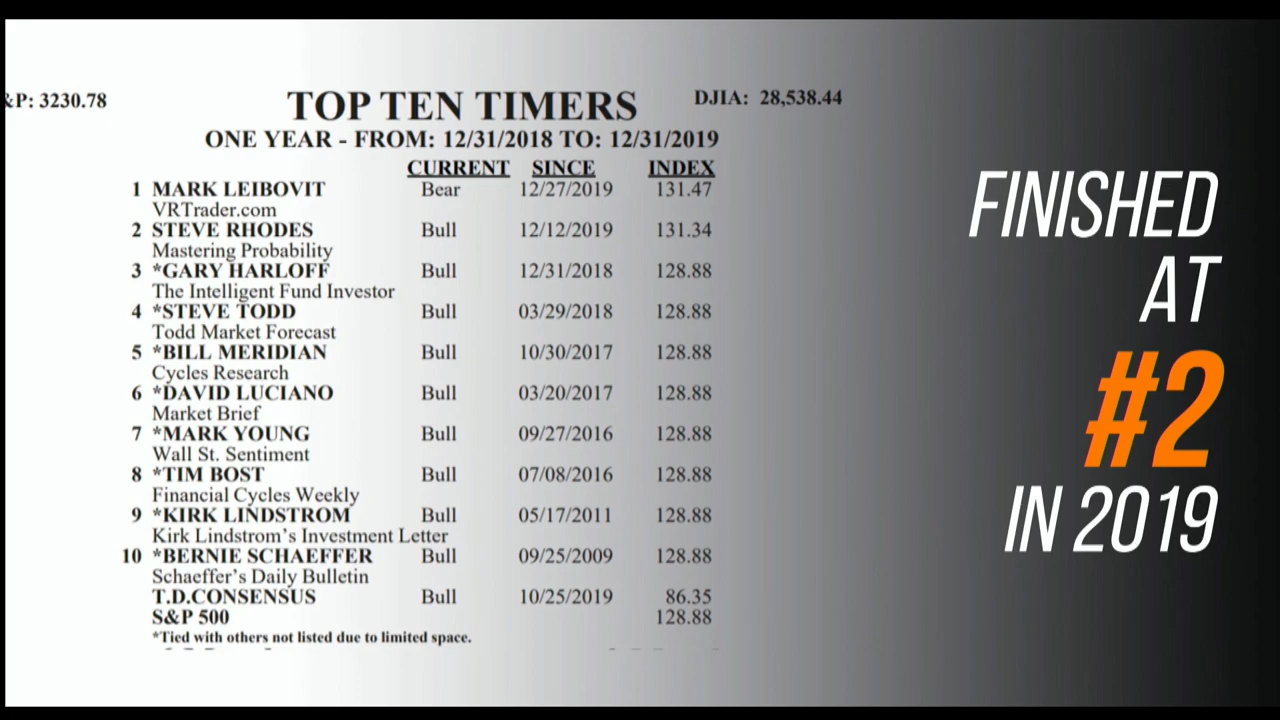 &P: 3230.78
TOP TEN TIMERS
DJIA: 28,538.44
ONE YEAR - FROM: 12/31/2018 TO: 12/31/2019
CURRENT SINCE INDEX
1 MARK LEIBOVIT Bear 12/27/2019 131.47
VRTrader.com
2 STEVE RHODES Bull 12/12/2019 131.34
Mastering Probability
3 *GARY HARLOFF Bull 12/31/2018 128.88
The Intelligent Fund Investor
4 *STEVE TODD Bull 03/29/2018 128.88
Todd Market Forecast
5 *BILL MERIDIAN Bull 10/30/2017 128.88
Cycles Research
6 *DAVID LUCIANO Bull 03/20/2017 128.88
Market Brief
7 *MARK YOUNG Bull 09/27/2016 128.88
Wall St. Sentiment
8 *TIM BOST Bull 07/08/2016 128.88
Financial Cycles Weekly
9 *KIRK LINDSTROM Bull 05/17/2011 128.88
Kirk Lindstrom's Investment Letter
10 *BERNIE SCHAEFFER Bull 09/25/2009 128.88
Schaeffer's Daily Bulletin
T.D.CONSENSUS Bull 10/25/2019 86.35
S&P 500 128.88
*Tied with others not listed due to limited space.
FINISHED
AT
#2
IN 2019